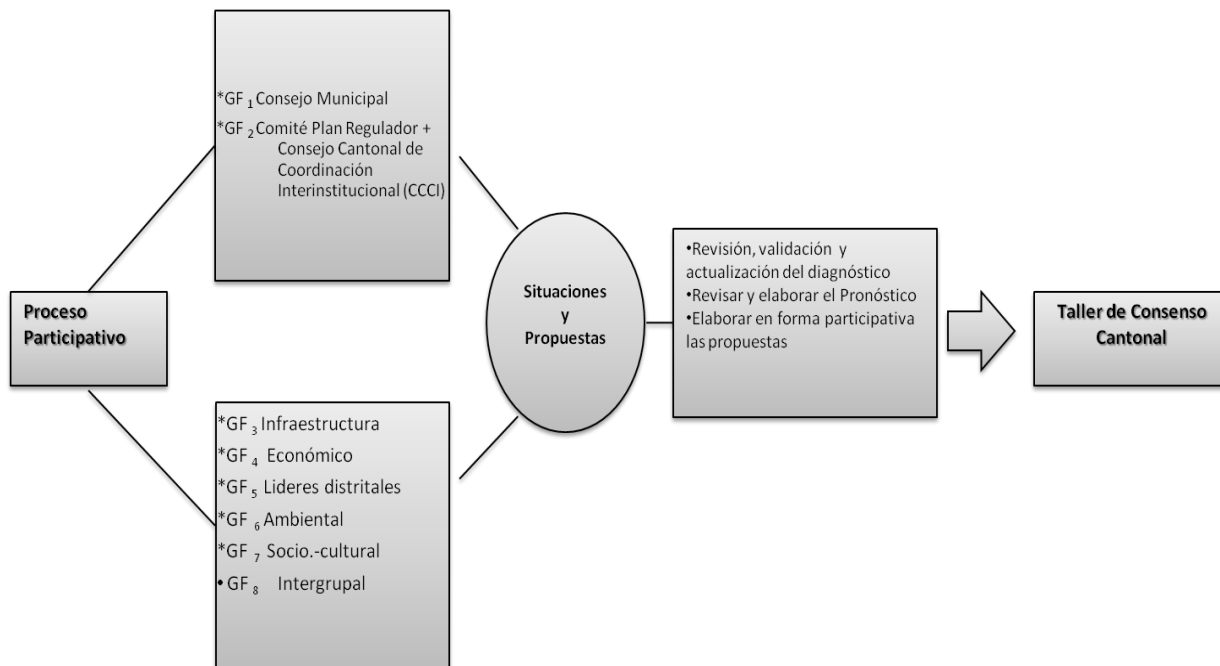 Proceso
Participativo
*GF 1 Consejo Municipal
*GF 2 Comité Plan Regulador +
Consejo Cantonal de
Coordinación
Interinstitucional (CCCI)
*GF 3 Infraestructura
*GF 4 Económico
*GF 5 Lideres distritales
*GF 6 Ambiental
*GF 7 Socio.-cultural
• GF 8 Intergrupal
Situaciones
y
Propuestas
•Revisión, validación y
actualización del diagnóstico
•Revisar y elaborar el Pronóstico
•Elaborar en forma participativa
las propuestas
Taller de Consenso
Cantonal